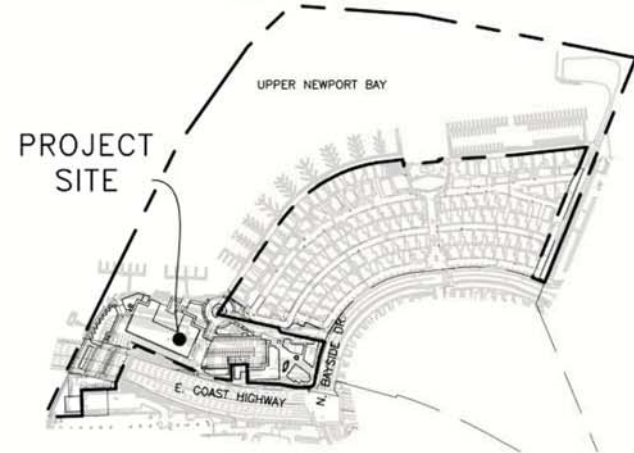 UPPER NEWPORT BAY
PROJECT
SITE
N. BAYSIDE DR.
E. COAST HIGHWAY